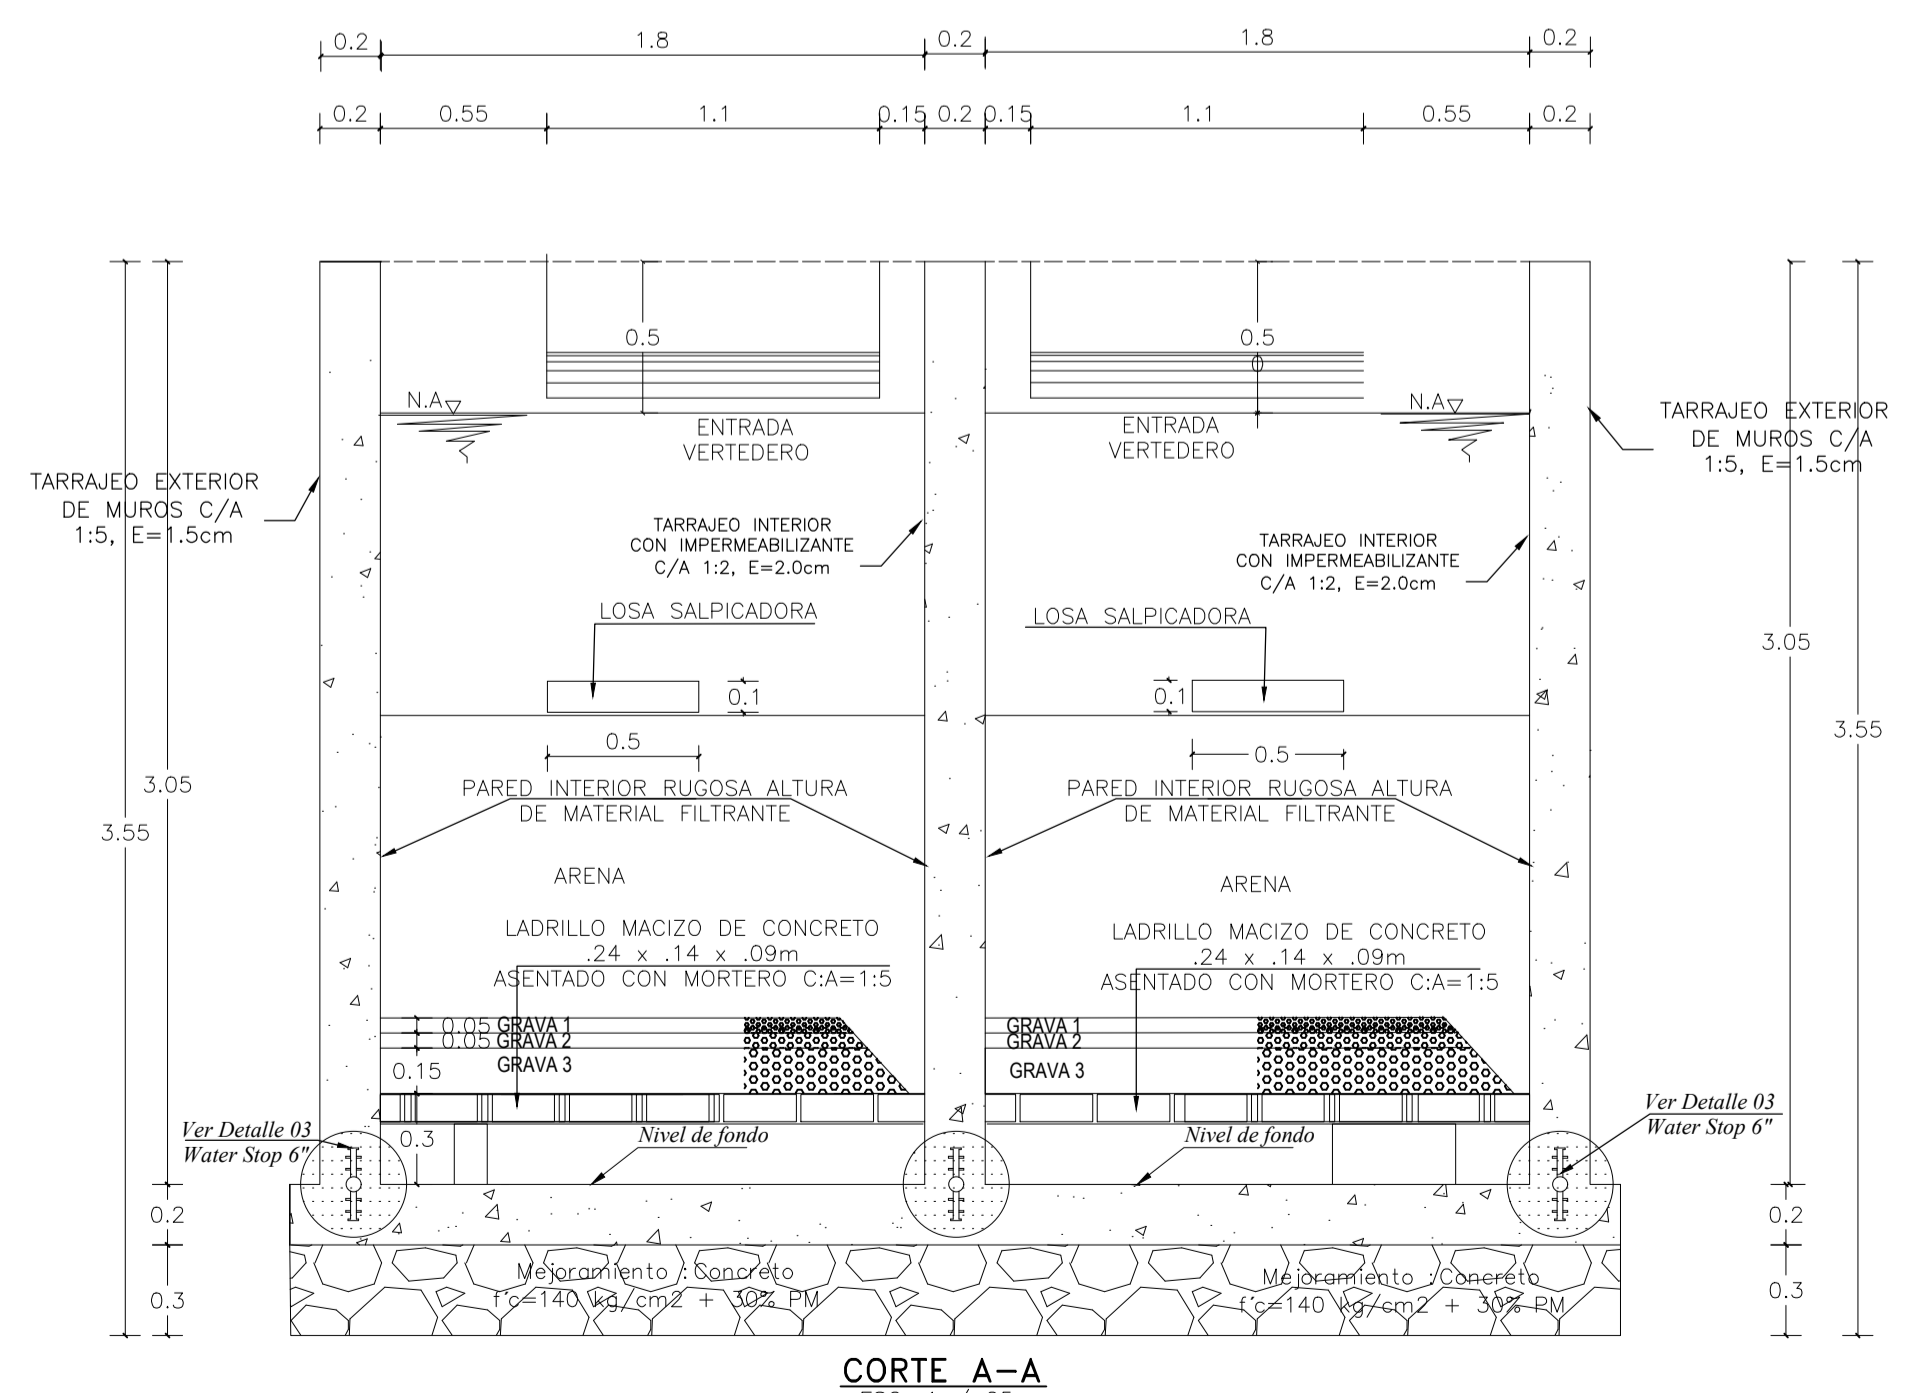 0.2 1.8 0.2 1.8 0.2
0.2 0.55 1.1 0.15 0.2 0.15 1.1 0.55 0.2
0.5
0.5
0
N.A
N.A
ENTRADA
VERTEDERO
ENTRADA
VERTEDERO
TARRAJEO EXTERIOR
DE MUROS C/A
1:5, E=1.5cm
TARRAJEO EXTERIOR
DE MUROS C/A
1:5, E=1.5cm
TARRAJEO INTERIOR
CON IMPERMEABILIZANTE
C/A 1:2, E=2.0cm
TARRAJEO INTERIOR
CON IMPERMEABILIZANTE
C/A 1:2, E=2.0cm
LOSA SALPICADORA
LOSA SALPICADORA
3.05
0.1
0.1
3.55
0.5
0.5
3.05
3.55
PARED INTERIOR RUGOSA ALTURA
DE MATERIAL FILTRANTE
PARED INTERIOR RUGOSA ALTURA
DE MATERIAL FILTRANTE
ARENA
ARENA
LADRILLO MACIZO DE CONCRETO
.24 x .14 x .09m
ASENTADO CON MORTERO C:A=1:5
LADRILLO MACIZO DE CONCRETO
.24 x .14 x .09m
ASENTADO CON MORTERO C:A=1:5
0.05 GRAVA 1
0.05 GRAVA 2
0.15 GRAVA 3
GRAVA 1
GRAVA 2
GRAVA 3
Ver Detalle 03
Water Stop 6"
0.3
Nivel de fondo
Nivel de fondo
Ver Detalle 03
Water Stop 6"
0.2
0.2
0.3
0.3
Mejoramiento :Concreto
f'c=140 kg/cm2 + 30% PM
Mejoramiento :Concreto
f'c=140 kg/cm2 + 30% PM
CORTE A-A